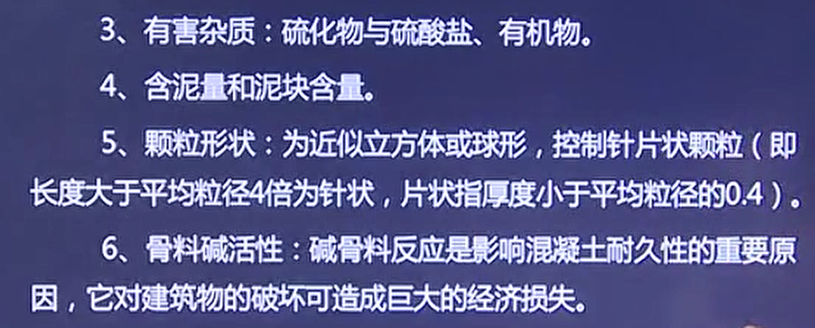 3、有害杂质：硫化物与硫酸盐、有机物。
4、含泥量和泥块含量。
5、颗粒形状：为近似立方体或球形，控制针片状颗粒（即
长度大于平均粒径4倍为针状，片状指厚度小于平均粒径的0.4）。
6、骨料碱活性：碱骨料反应是影响混凝土耐久性的重要原
因，它对建筑物的破坏可造成巨大的经济损失。